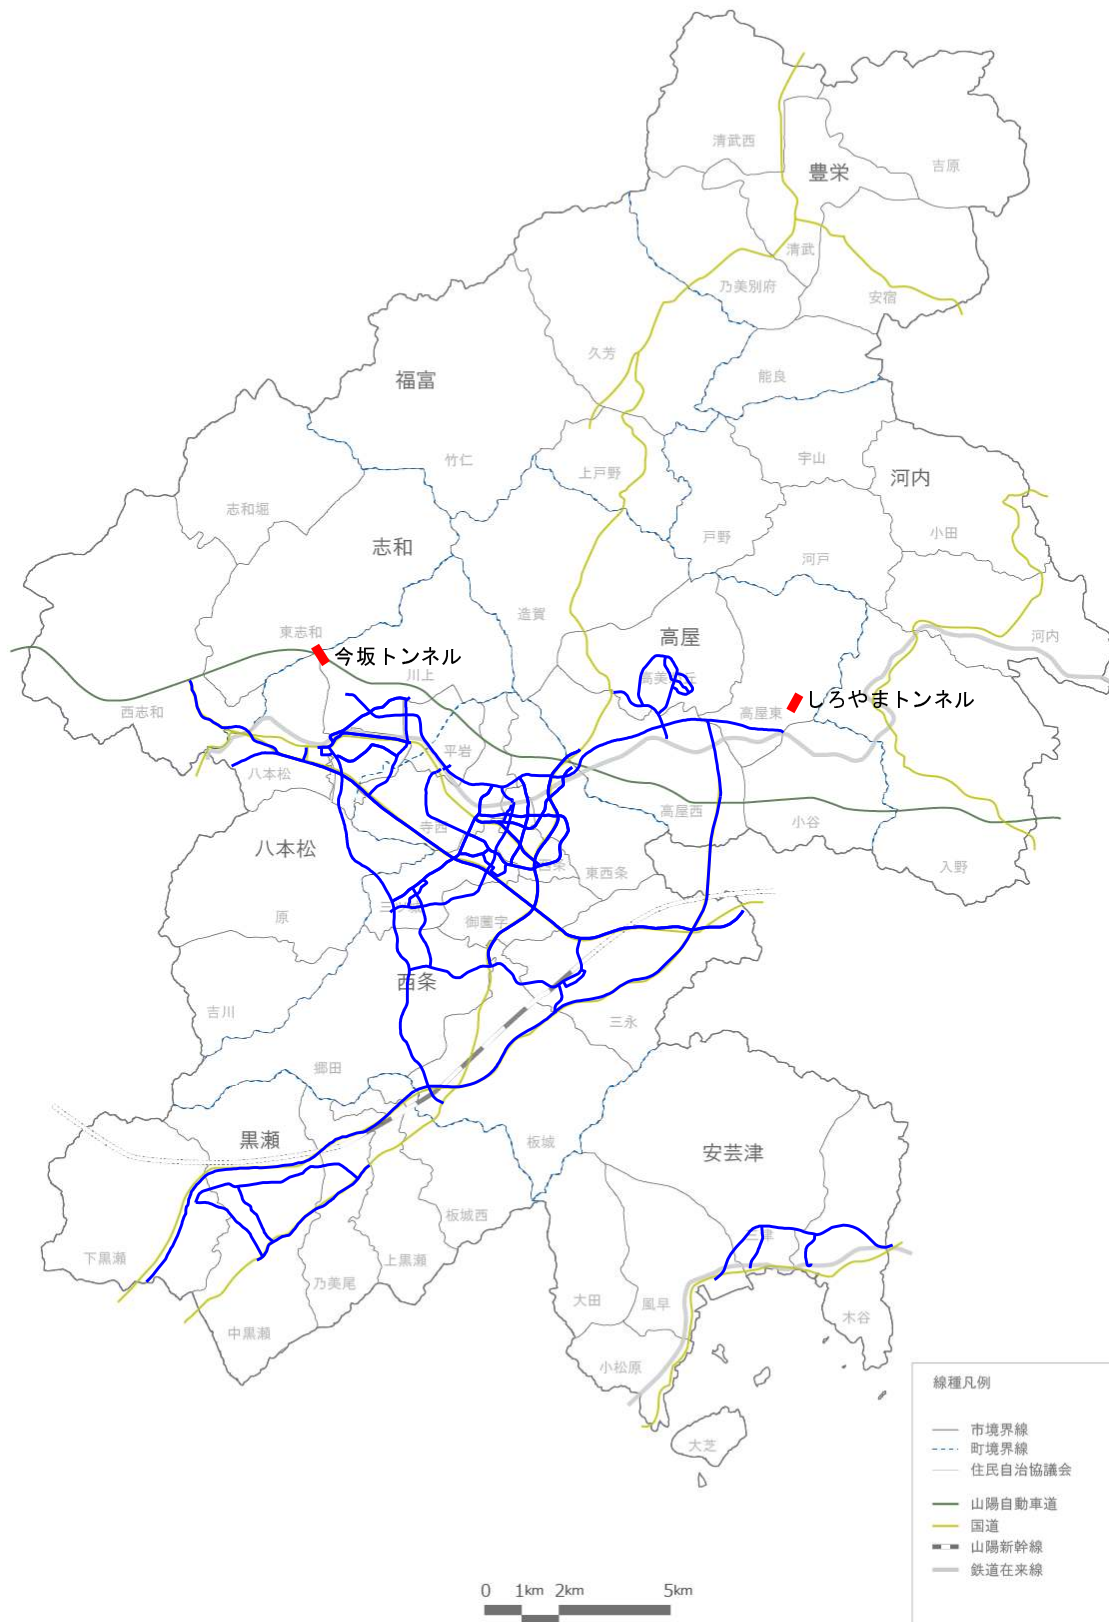 清武西
豊栄
吉原
清武
乃美別府
安宿
久芳
福富
能良
竹仁
上戸野
宇山
河内
志和堀
小田
戸野
志和
河戸
造賀
東志和
高屋
河内
今坂トンネル
川上
高美
丘
しろやまトンネル
西志和
高屋東
平岩
八本松
高屋西
小谷
寺西
八本松
西条
東西条
入野
原
御薗宇
西条
吉川
三永
郷田
黒瀬
板城
安芸津
板城西
三津
下黒瀬
上黒瀬
乃美尾
大田
風早
中黒瀬
木谷
小松原
大芝
線種凡例
市境界線
町境界線
住民自治協議会
山陽自動車道
国道
山陽新幹線
鉄道在来線
0 1km 2km 5km